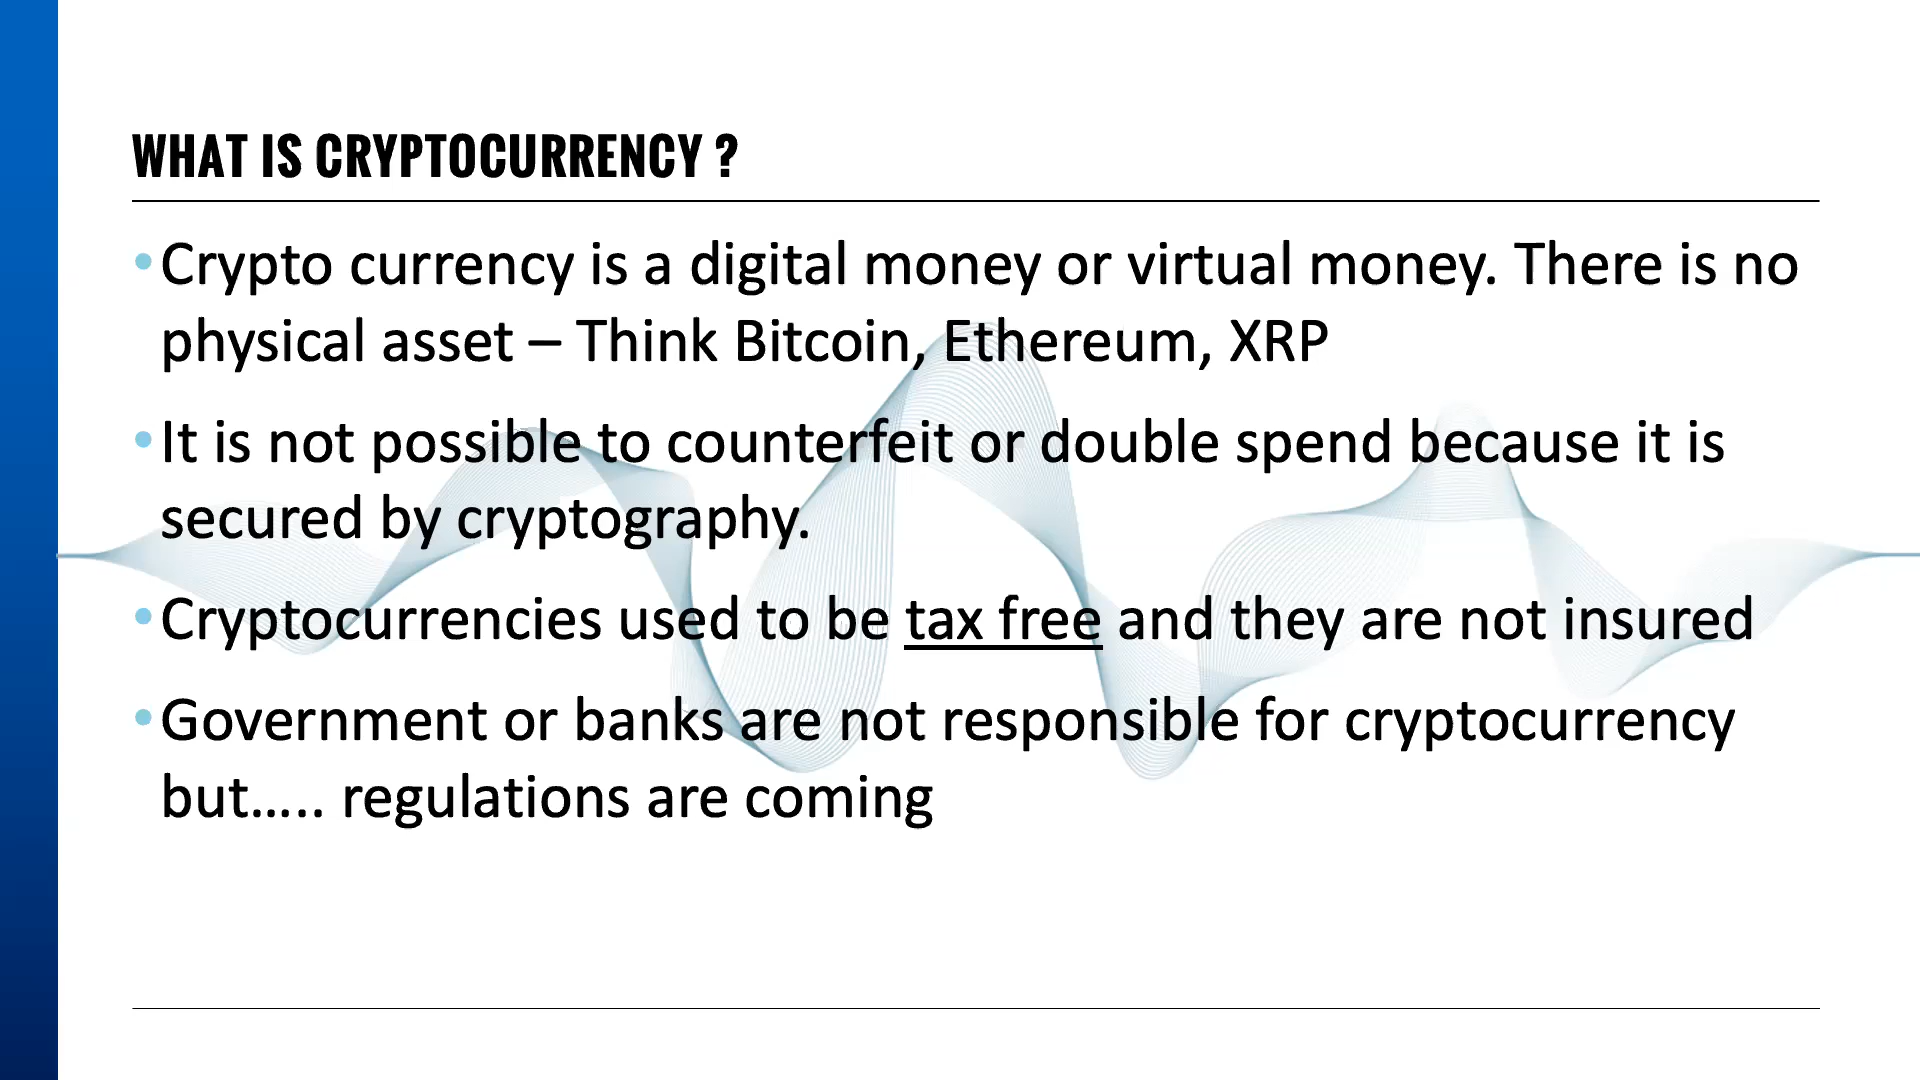 WHAT IS CRYPTOCURRENCY ?
•Crypto currency is a digital money or virtual money. There is no
physical asset – Think Bitcoin, Ethereum, XRP
•It is not possible to counterfeit or double spend because it is
secured by cryptography.
•Cryptocurrencies used to be tax free and they are not insured
•Government or banks are not responsible for cryptocurrency
but….. regulations are coming